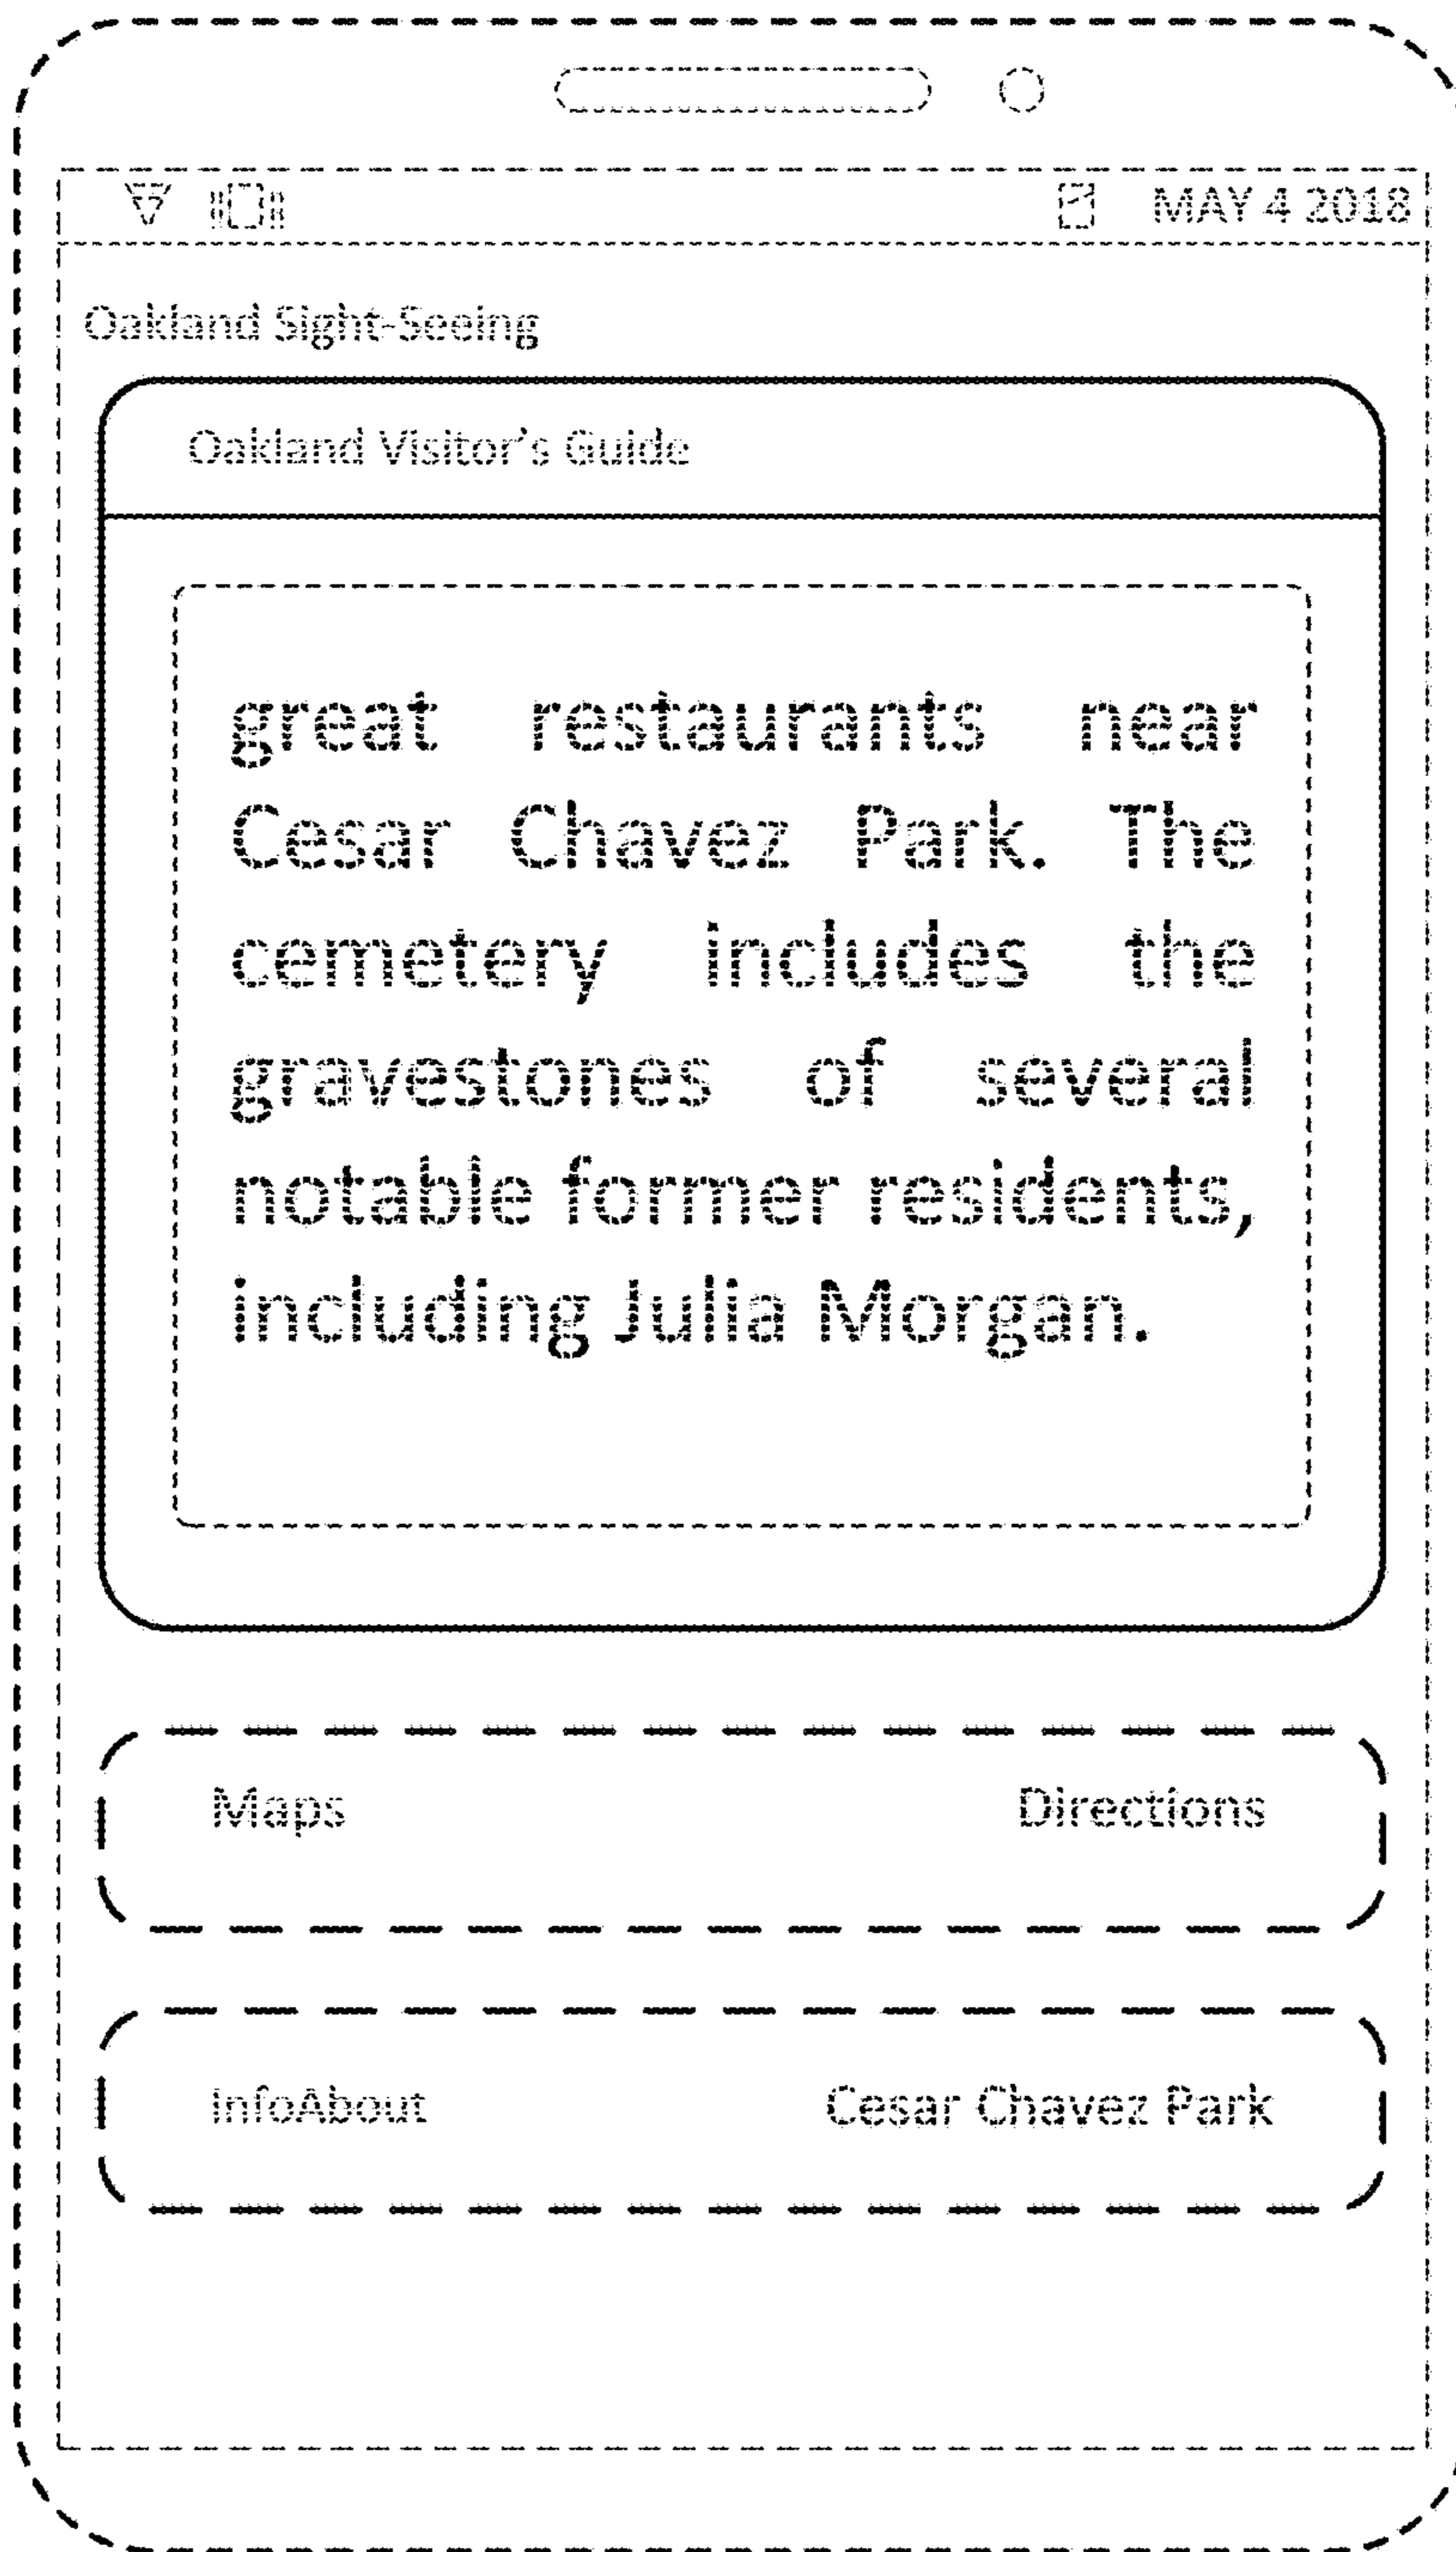 MAY 4 2018
Oakland Sight-Seeing
Oakland Visitor's Guide
great restaurants near
Cesar Chavez Park. The
cemetery includes the
gravestones of several
notable former residents,
including Julia Morgan.
Maps Directions
InfoAbout Cesar Chavez Park